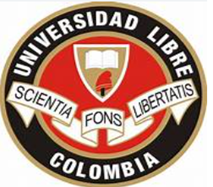 UNIVERSIDAD LIBRE
SCIENTIA
FONS
LIBERTATIS
COLOMBIA